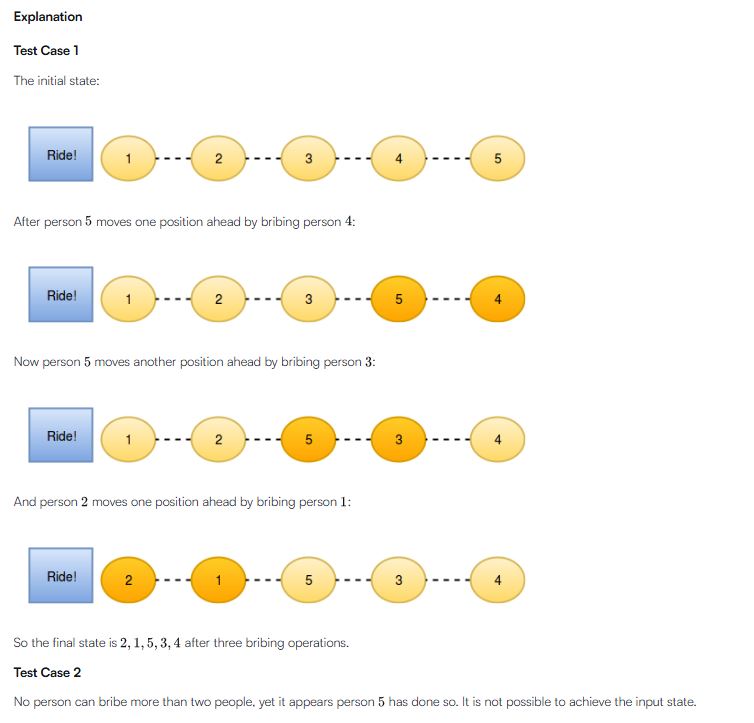 Explanation
Test Case 1
The initial state:
Ride! 1 2 3 4 5
After person 5 moves one position ahead by bribing person 4:
Ride! 1 2 3 5 4
Now person 5 moves another position ahead by bribing person 3:
Ride! 1 2 5 3 4
And person 2 moves one position ahead by bribing person 1:
Ride! 2 1 5 3 4
So the final state is 2, 1, 5, 3, 4 after three bribing operations.
Test Case 2
No person can bribe more than two people, yet it appears person 5 has done so. It is not possible to achieve the input state.